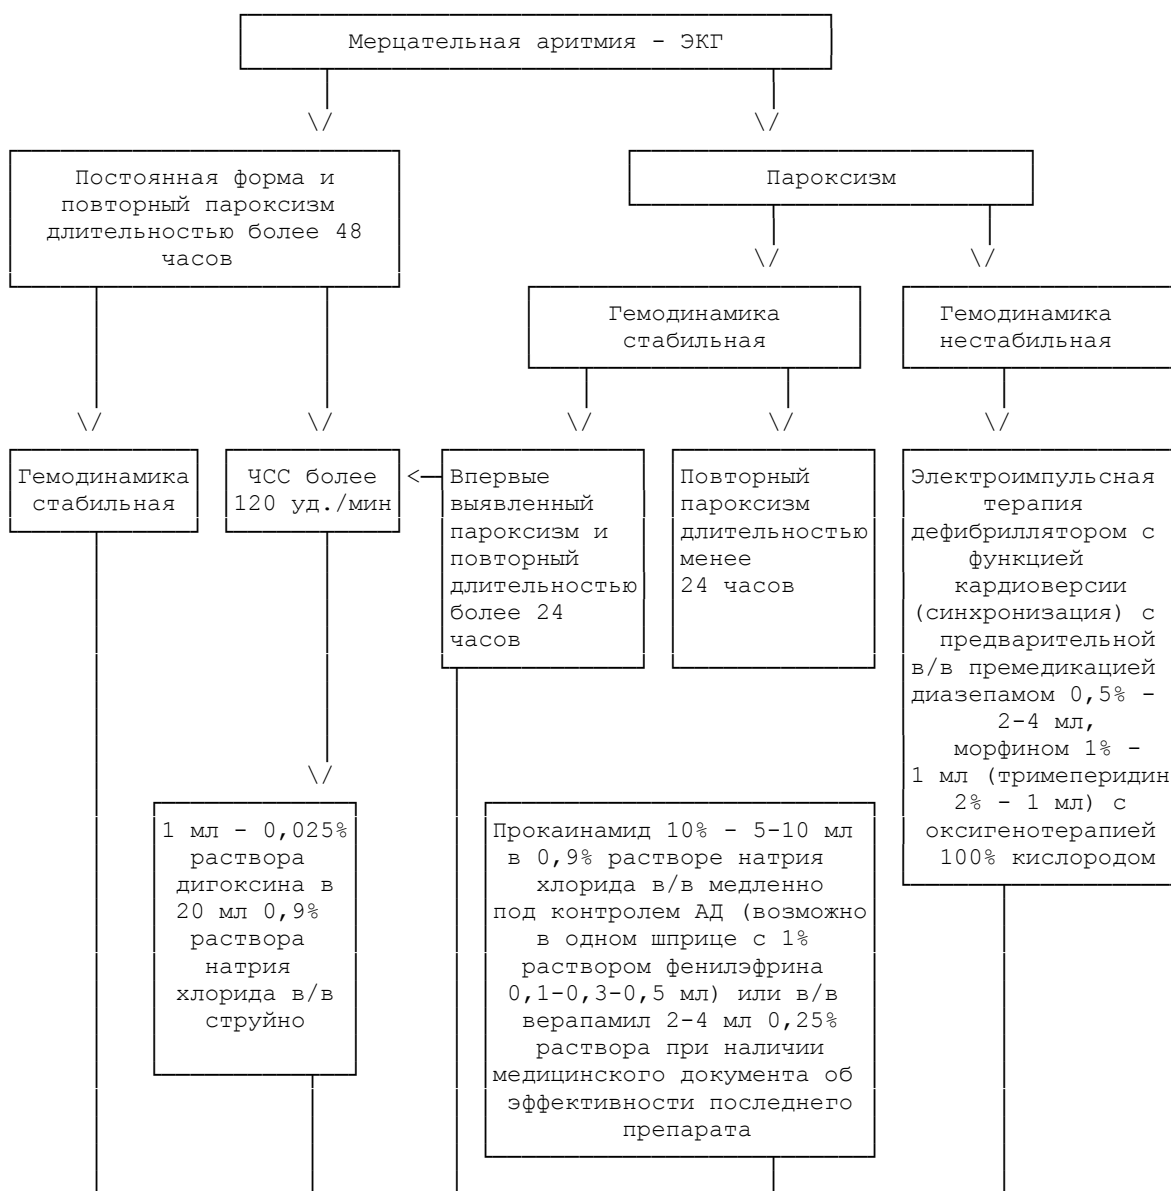 Мерцательная аритмия - ЭКГ
Постоянная форма и
повторный пароксизм
длительностью более 48
часов
Пароксизм
Гемодинамика
стабильная
Гемодинамика
нестабильная
Гемодинамика
стабильная
ЧСС более
120 уд./мин
Впервые
выявленный
пароксизм и
повторный
длительностью
более 24
часов
Повторный
пароксизм
длительностью
менее
24 часов
Электроимпульсная
терапия
дефибриллятором с
функцией
кардиоверсии
(синхронизация) с
предварительной
в/в премедикацией
диазепамом 0,5% -
2-4 мл,
морфином 1% -
1 мл (тримеперидин
2% - 1 мл) с
оксигенотерапией
100% кислородом
1 мл - 0,025%
раствора
дигоксина в
20 мл 0,9%
раствора
натрия
хлорида в/в
струйно
Прокаинамид 10% - 5-10 мл
в 0,9% растворе натрия
хлорида в/в медленно
под контролем АД (возможно
в одном шприце с 1%
раствором фенилэфрина
0,1-0,3-0,5 мл) или в/в
верапамил 2-4 мл 0,25%
раствора при наличии
медицинского документа об
эффективности последнего
препарата